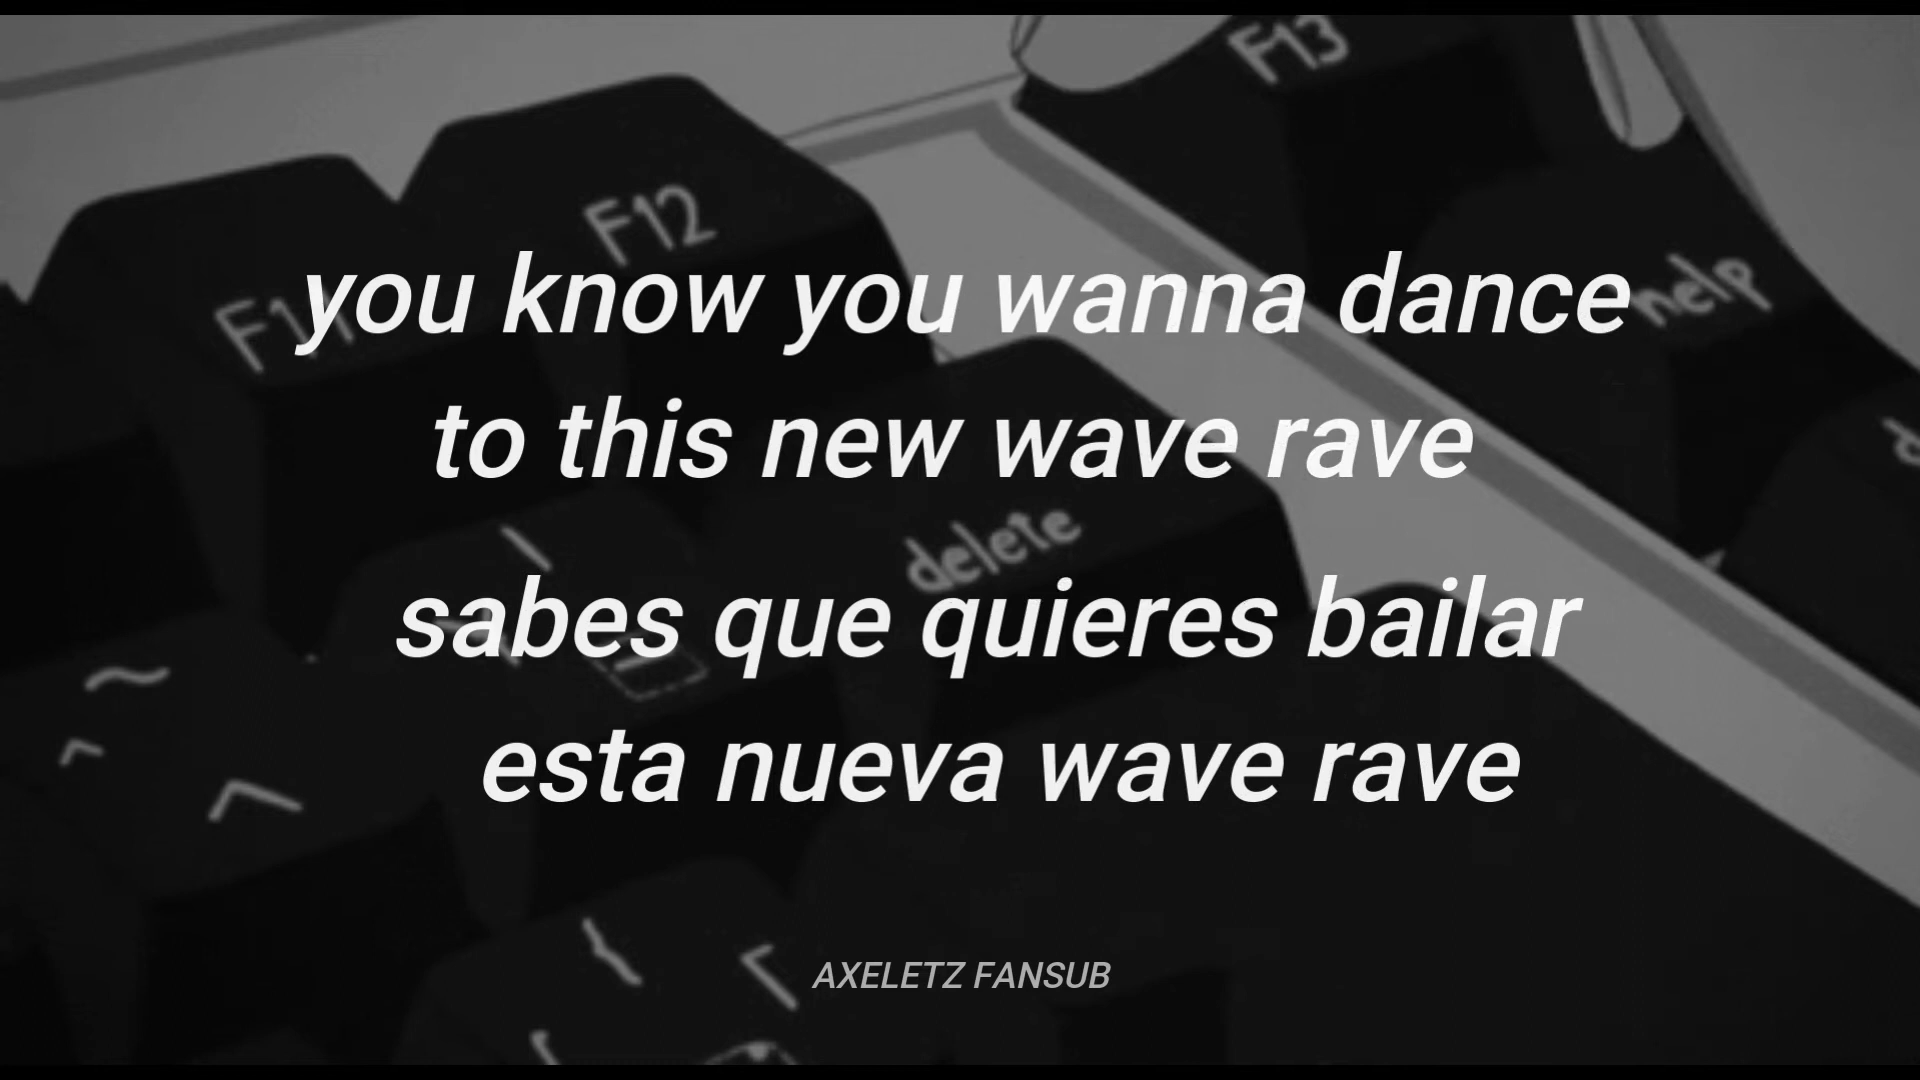 F13
F12
F11
help
you know you wanna dance
to this new wave rave
delete
sabes que quieres bailar
esta nueva wave rave
AXELETZ FANSUB